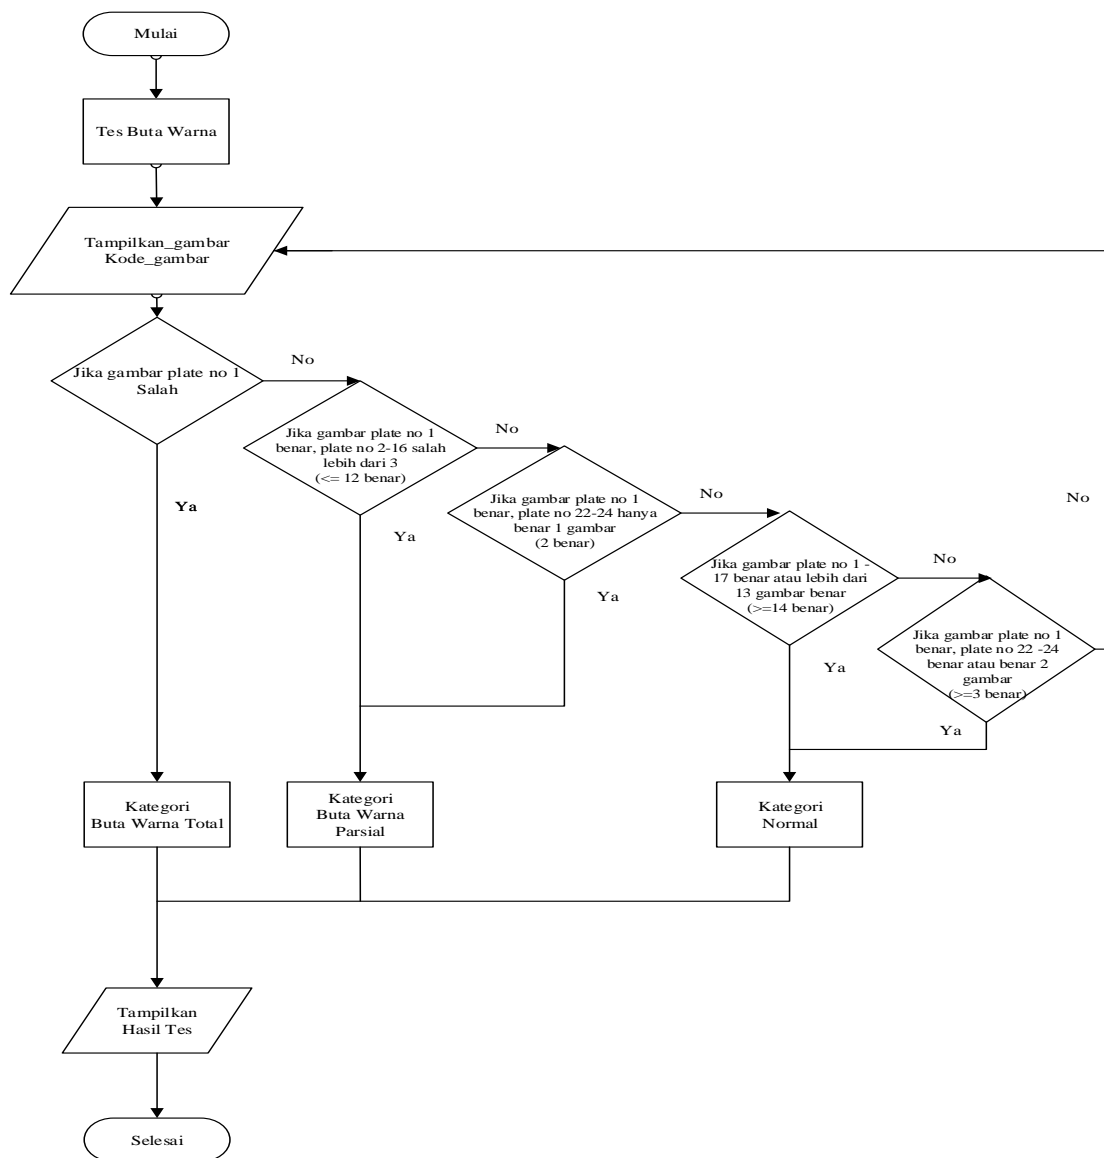 Mulai
Tes Buta Warna
Tampilkan_gambar
Kode_gambar
Jika gambar plate no 1
Salah
No
Ya
Jika gambar plate no 1
benar, plate no 2-16 salah
lebih dari 3
(<= 12 benar)
No
Ya
Jika gambar plate no 1
benar, plate no 22-24 hanya
benar 1 gambar
(2 benar)
No
Ya
Jika gambar plate no 1 -
17 benar atau lebih dari
13 gambar benar
(>=14 benar)
No
Ya
Jika gambar plate no 1
benar, plate no 22 -24
benar atau benar 2
gambar
(>=3 benar)
No
Ya
Kategori
Buta Warna Total
Kategori
Buta Warna
Parsial
Kategori
Normal
Tampilkan
Hasil Tes
Selesai